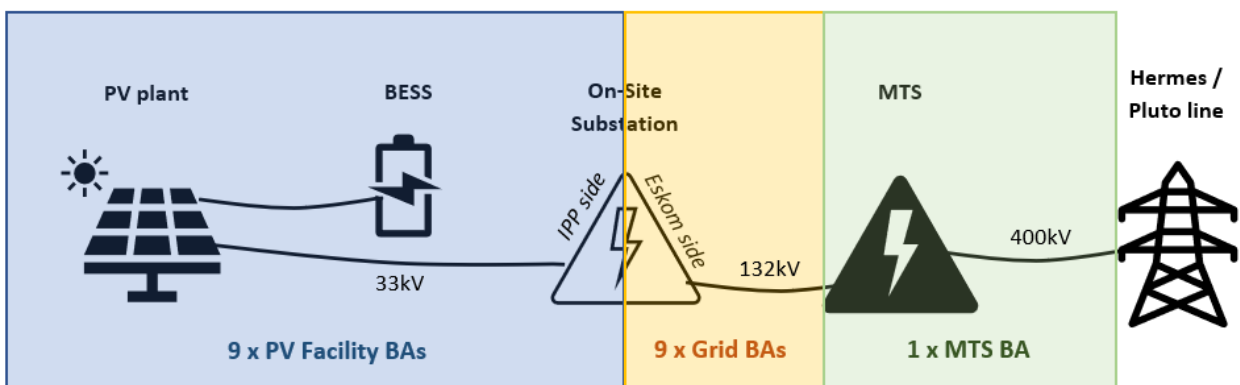 PV plant
BESS
On-Site
Substation
MTS
Hermes /
Pluto line
IPP side
Eskom side
33kV
132kV
400kV
9 x PV Facility BAs
9 x Grid BAs
1 x MTS BA